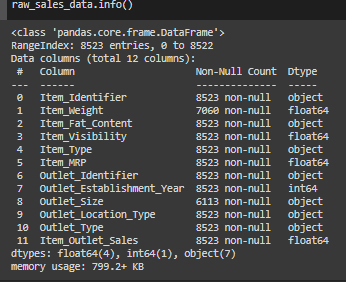 raw_sales_data.info()
<class 'pandas.core.frame.DataFrame'>
RangeIndex: 8523 entries, 0 to 8522
Data columns (total 12 columns):
 #   Column                     Non-Null Count  Dtype
---  ------                     --------------  -----
 0   Item_Identifier            8523 non-null   object
 1   Item_Weight                7060 non-null   float64
 2   Item_Fat_Content           8523 non-null   object
 3   Item_Visibility            8523 non-null   float64
 4   Item_Type                  8523 non-null   object
 5   Item_MRP                   8523 non-null   float64
 6   Outlet_Identifier          8523 non-null   object
 7   Outlet_Establishment_Year  8523 non-null   int64
 8   Outlet_Size                6113 non-null   object
 9   Outlet_Location_Type       8523 non-null   object
 10  Outlet_Type                8523 non-null   object
 11  Item_Outlet_Sales          8523 non-null   float64
dtypes: float64(4), int64(1), object(7)
memory usage: 799.2+ KB